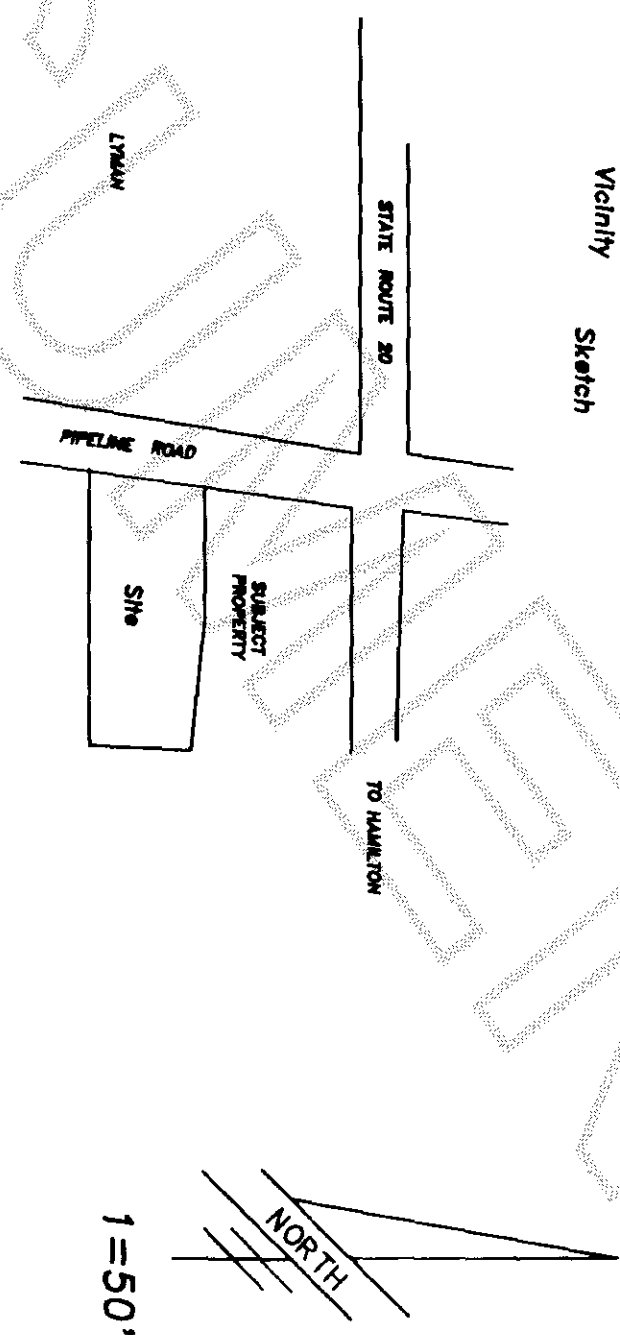 Vicinity Sketch
STATE ROUTE 20
LYMAN
PIPELINE ROAD
SUBJECT
PROPERTY
Site
TO HAMILTON
NORTH
1=50'